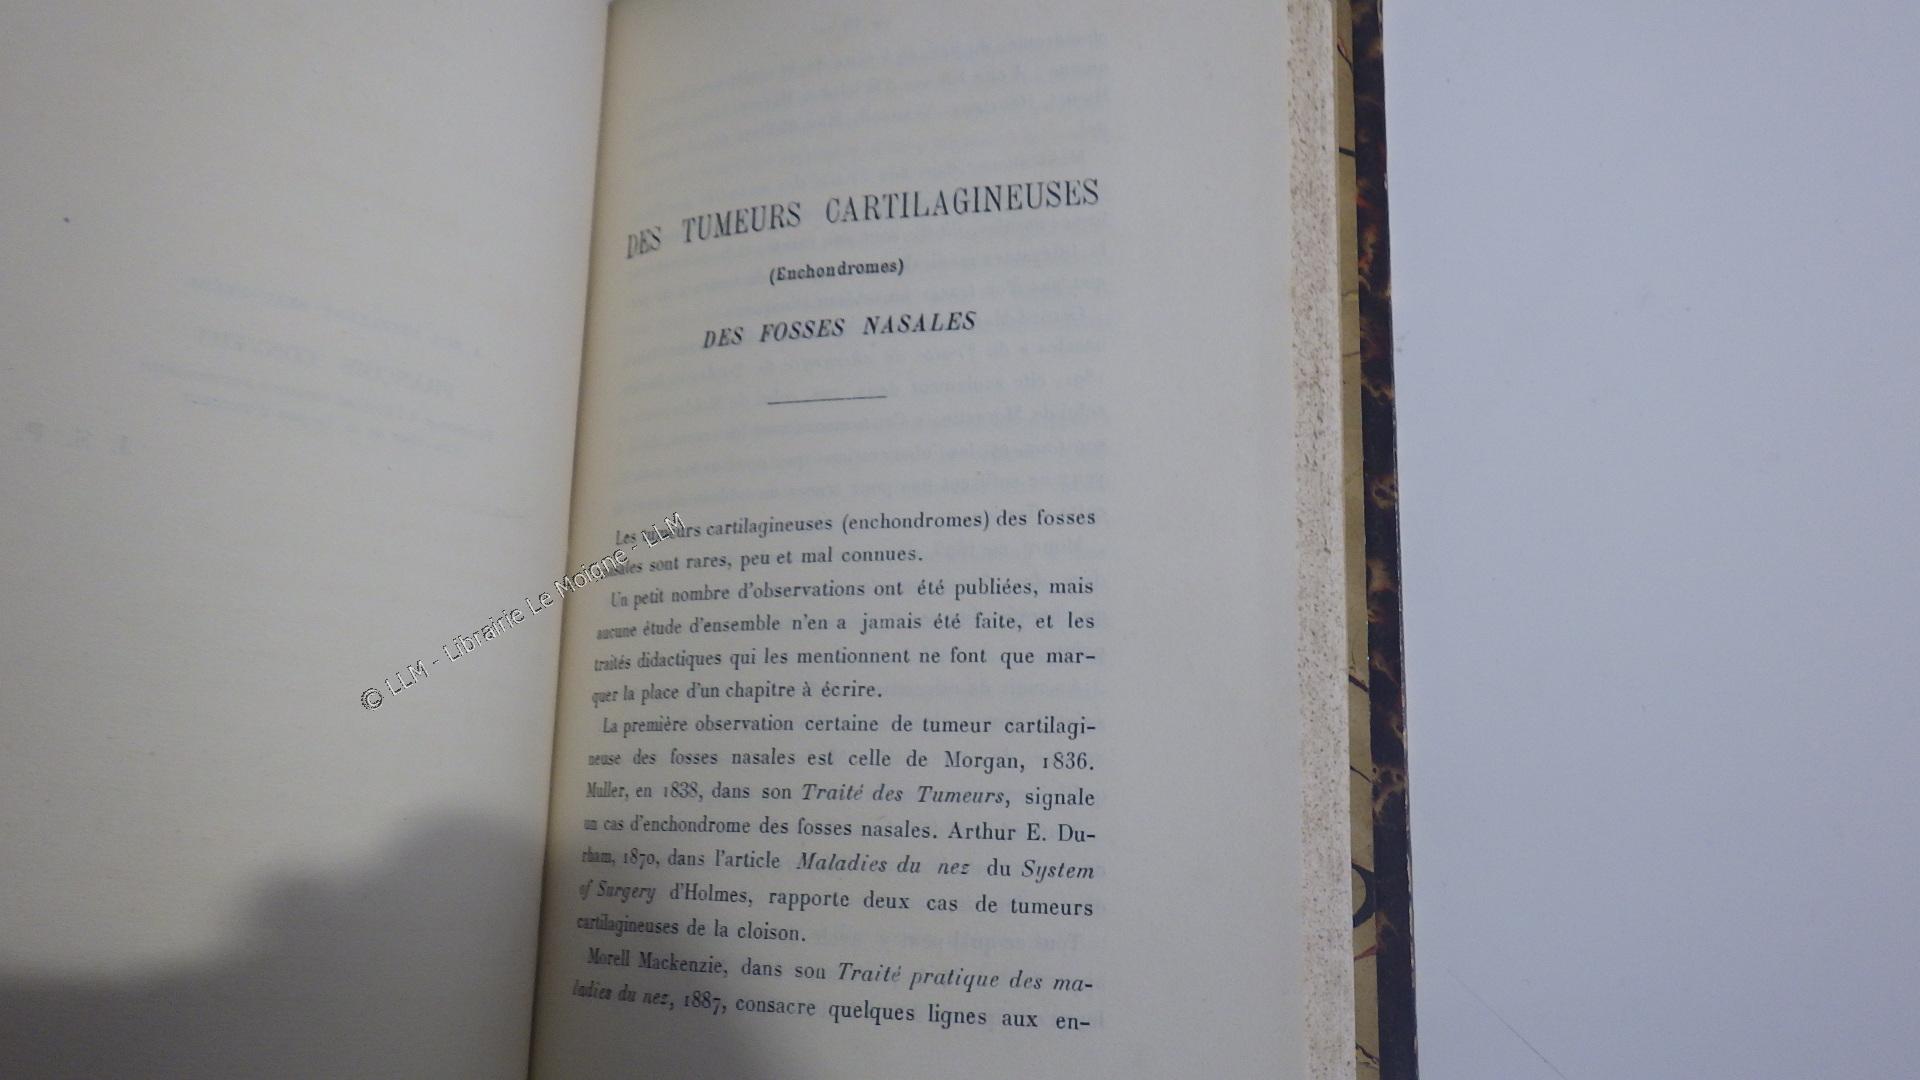 DES TUMEURS CARTILAGINEUSES
(Enchondromes)
DES FOSSES NASALES
Les tumeurs cartilagineuses (enchondromes) des fosses
nasales sont rares, peu et mal connues.
Un petit nombre d'observations ont été publiées, mais
aucune étude d'ensemble n'en a jamais été faite, et les
traités didactiques qui les mentionnent ne font que mar-
quer la place d'un chapitre à écrire.
La première observation certaine de tumeur cartilagi-
neuse des fosses nasales est celle de Morgan, 1836.
Muller, en 1838, dans son Traité des Tumeurs, signale
un cas d'enchondrome des fosses nasales. Arthur E. Du-
rham, 1870, dans l'article Maladies du nez du System
of Surgery d'Holmes, rapporte deux cas de tumeurs
cartilagineuses de la cloison.
Morell Mackenzie, dans son Traité pratique des ma-
ladies du nez, 1887, consacre quelques lignes aux en-
© LLM - Librairie Le Moigne - LLM